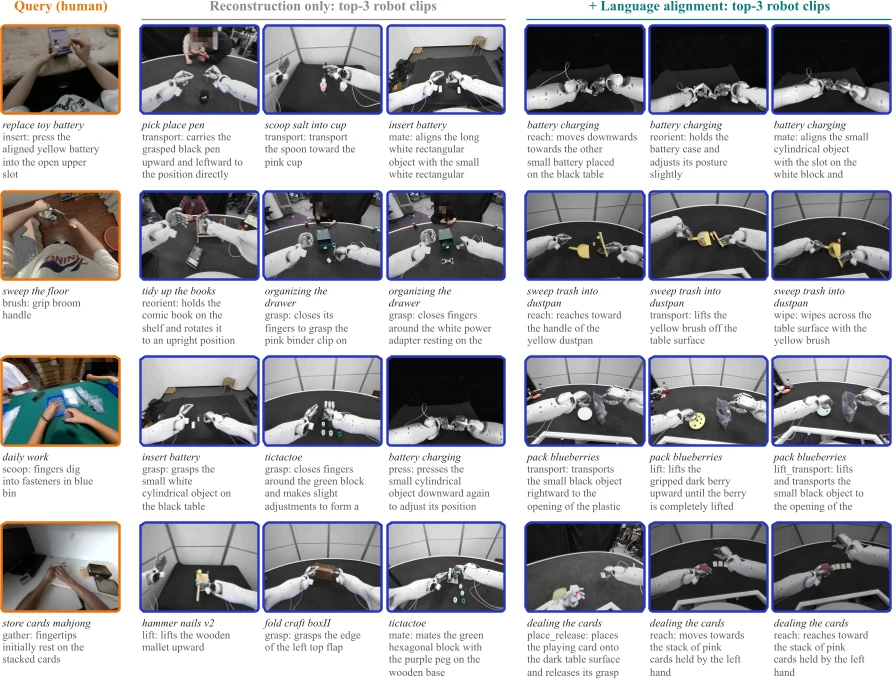 Query (human)
Reconstruction only: top-3 robot clips
+ Language alignment: top-3 robot clips
replace toy battery
insert: press the
aligned yellow battery
into the open upper
slot
pick place pen
transport: carries the
grasped black pen
upward and leftward to
the position directly
scoop salt into cup
transport: transport
the spoon toward the
pink cup
insert battery
mate: aligns the long
white rectangular
object with the small
white rectangular
battery charging
reach: moves downwards
towards the other
small battery placed
on the black table
battery charging
reorient: holds the
battery case and
adjusts its posture
slightly
battery charging
mate: aligns the small
cylindrical object
with the slot on the
white block and
sweep the floor
brush: grip broom
handle
tidy up the books
reorient: holds the
comic book on the
shelf and rotates it
to an upright position
organizing the
drawer
grasp: closes its
fingers to grasp the
pink binder clip on
organizing the
drawer
grasp: closes fingers
around the white power
adapter resting on the
sweep trash into
dustpan
reach: reaches toward
the handle of the
yellow dustpan
sweep trash into
dustpan
transport: lifts the
yellow brush off the
table surface
sweep trash into
dustpan
wipe: wipes across the
table surface with the
yellow brush
daily work
scoop: fingers dig
into fasteners in blue
bin
insert battery
grasp: grasps the
small white
cylindrical object on
the black table
tictactoe
grasp: closes fingers
around the green block
and makes slight
adjustments to form a
battery charging
press: presses the
small cylindrical
object downward again
to adjust its position
pack blueberries
transport: transports
the small black object
rightward to the
opening of the plastic
pack blueberries
lift: lifts the
gripped dark berry
upward until the berry
is completely lifted
pack blueberries
lift_transport: lifts
and transports the
small black object to
the opening of the
store cards mahjong
gather: fingertips
initially rest on the
stacked cards
hammer nails v2
lift: lifts the wooden
mallet upward
fold craft boxII
grasp: grasps the edge
of the left top flap
tictactoe
mate: mates the green
hexagonal block with
the purple peg on the
wooden base
dealing the cards
place_release: places
the playing card onto
the dark table surface
and releases its grasp
dealing the cards
reach: moves towards
the stack of pink
cards held by the left
hand
dealing the cards
reach: reaches toward
the stack of pink
cards held by the left
hand